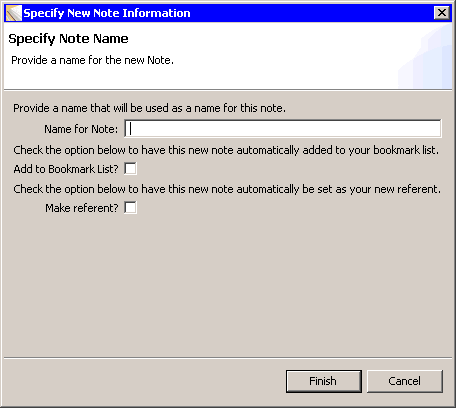 Specify New Note Information
Specify Note Name
Provide a name for the new Note.
Provide a name that will be used as a name for this note.
Name for Note:
Check the option below to have this new note automatically added to your bookmark list.
Add to Bookmark List?
Check the option below to have this new note automatically be set as your new referent.
Make referent?
Finish Cancel